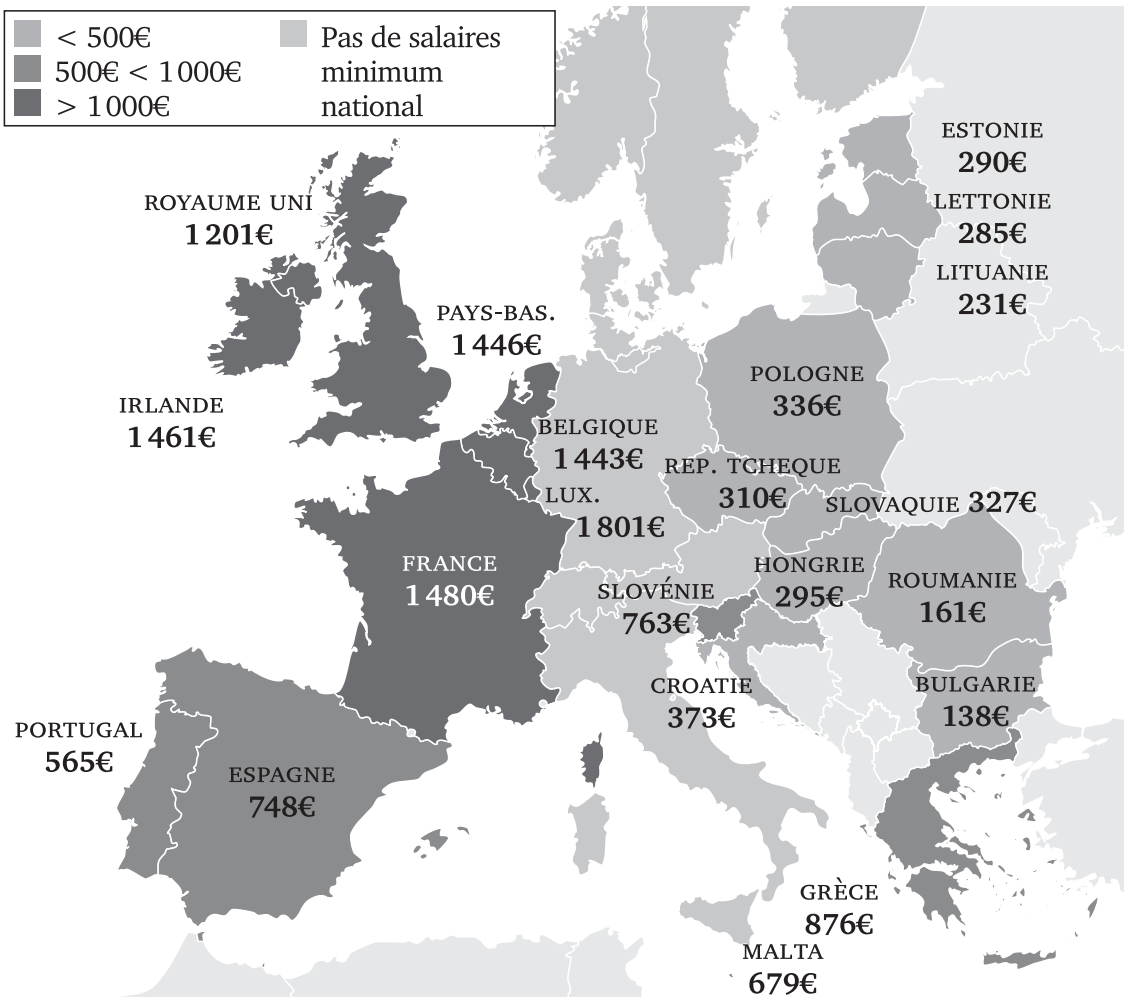 < 500€
500€ < 1000€
> 1000€
Pas de salaires
minimum
national
ESTONIE
290€
LETTONIE
285€
LITUANIE
231€
ROYAUME UNI
1 201€
PAYS-BAS.
1 446€
IRLANDE
1 461€
POLOGNE
336€
BELGIQUE
1 443€
REP. TCHEQUE
310€
LUX.
1 801€
SLOVAQUIE 327€
FRANCE
1 480€
HONGRIE
295€
SLOVÉNIE
763€
ROUMANIE
161€
CROATIE
373€
BULGARIE
138€
PORTUGAL
565€
ESPAGNE
748€
GRÈCE
876€
MALTA
679€